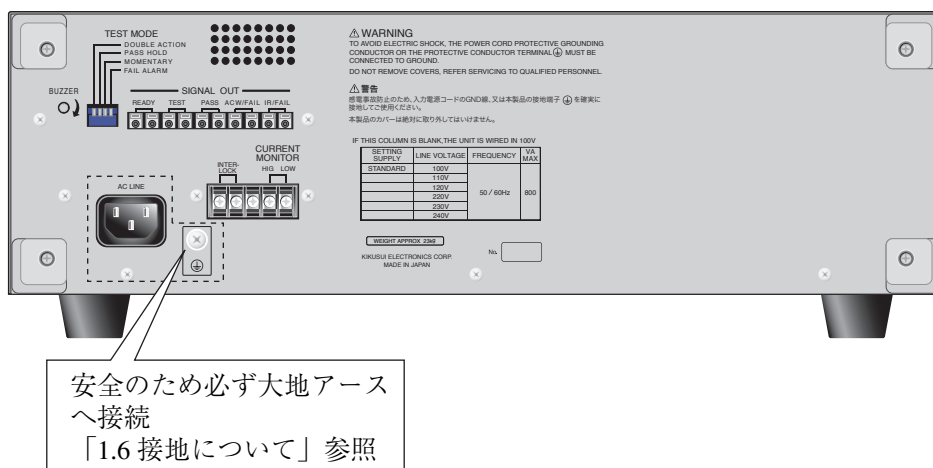 TEST MODE
DOUBLE ACTION
PASS HOLD
MOMENTARY
FAIL ALARM
BUZZER
SIGNAL OUT
READY TEST PASS ACW/FAIL IR/FAIL
CURRENT
MONITOR
INTER-
LOCK
HIG LOW
AC LINE
⚠ WARNING
TO AVOID ELECTRIC SHOCK, THE POWER CORD PROTECTIVE GROUNDING
CONDUCTOR OR THE PROTECTIVE CONDUCTOR TERMINAL ⏚ MUST BE
CONNECTED TO GROUND.
DO NOT REMOVE COVERS, REFER SERVICING TO QUALIFIED PERSONNEL.
⚠ 警告
感電事故防止のため、入力電源コードのGND線、又は本製品の接地端子 ⏚ を確実に
接地してご使用ください。
本製品のカバーは絶対に取り外してはいけません。
IF THIS COLUMN IS BLANK,THE UNIT IS WIRED IN 100V
SETTING SUPPLY LINE VOLTAGE FREQUENCY VA MAX
STANDARD 100V
110V
120V
220V
230V
240V
50 / 60Hz 800
WEIGHT APPROX 23kg
KIKUSUI ELECTRONICS CORP.
MADE IN JAPAN
No.
安全のため必ず大地アース
へ接続
「1.6 接地について」参照